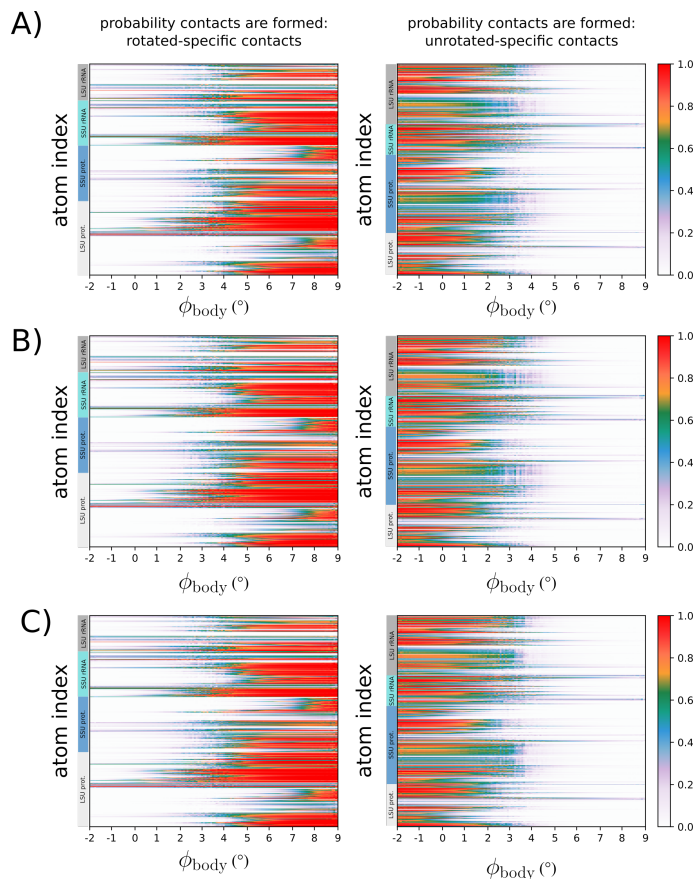 A)
probability contacts are formed:
rotated-specific contacts
probability contacts are formed:
unrotated-specific contacts
atom index
LSU rRNA
SSU rRNA
SSU prot.
LSU prot.
-2 -1 0 1 2 3 4 5 6 7 8 9
ϕbody (°)
atom index
LSU rRNA
SSU rRNA
SSU prot.
LSU prot.
-2 -1 0 1 2 3 4 5 6 7 8 9
ϕbody (°)
1.0
0.8
0.6
0.4
0.2
0.0
B)
atom index
LSU rRNA
SSU rRNA
SSU prot.
LSU prot.
-2 -1 0 1 2 3 4 5 6 7 8 9
ϕbody (°)
atom index
LSU rRNA
SSU rRNA
SSU prot.
LSU prot.
-2 -1 0 1 2 3 4 5 6 7 8 9
ϕbody (°)
1.0
0.8
0.6
0.4
0.2
0.0
C)
atom index
LSU rRNA
SSU rRNA
SSU prot.
LSU prot.
-2 -1 0 1 2 3 4 5 6 7 8 9
ϕbody (°)
atom index
LSU rRNA
SSU rRNA
SSU prot.
LSU prot.
-2 -1 0 1 2 3 4 5 6 7 8 9
ϕbody (°)
1.0
0.8
0.6
0.4
0.2
0.0